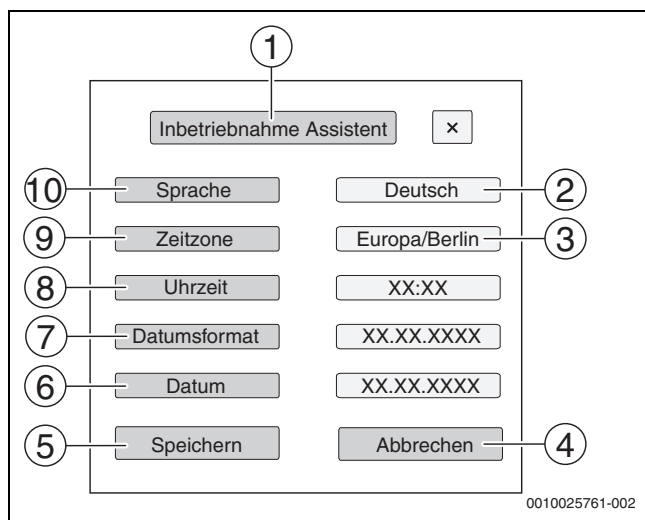 1
Inbetriebnahme Assistent ×
10 Sprache Deutsch 2
9 Zeitzone Europa/Berlin 3
8 Uhrzeit XX:XX
7 Datumsformat XX.XX.XXXX
6 Datum XX.XX.XXXX
5 Speichern Abbrechen 4
0010025761-002